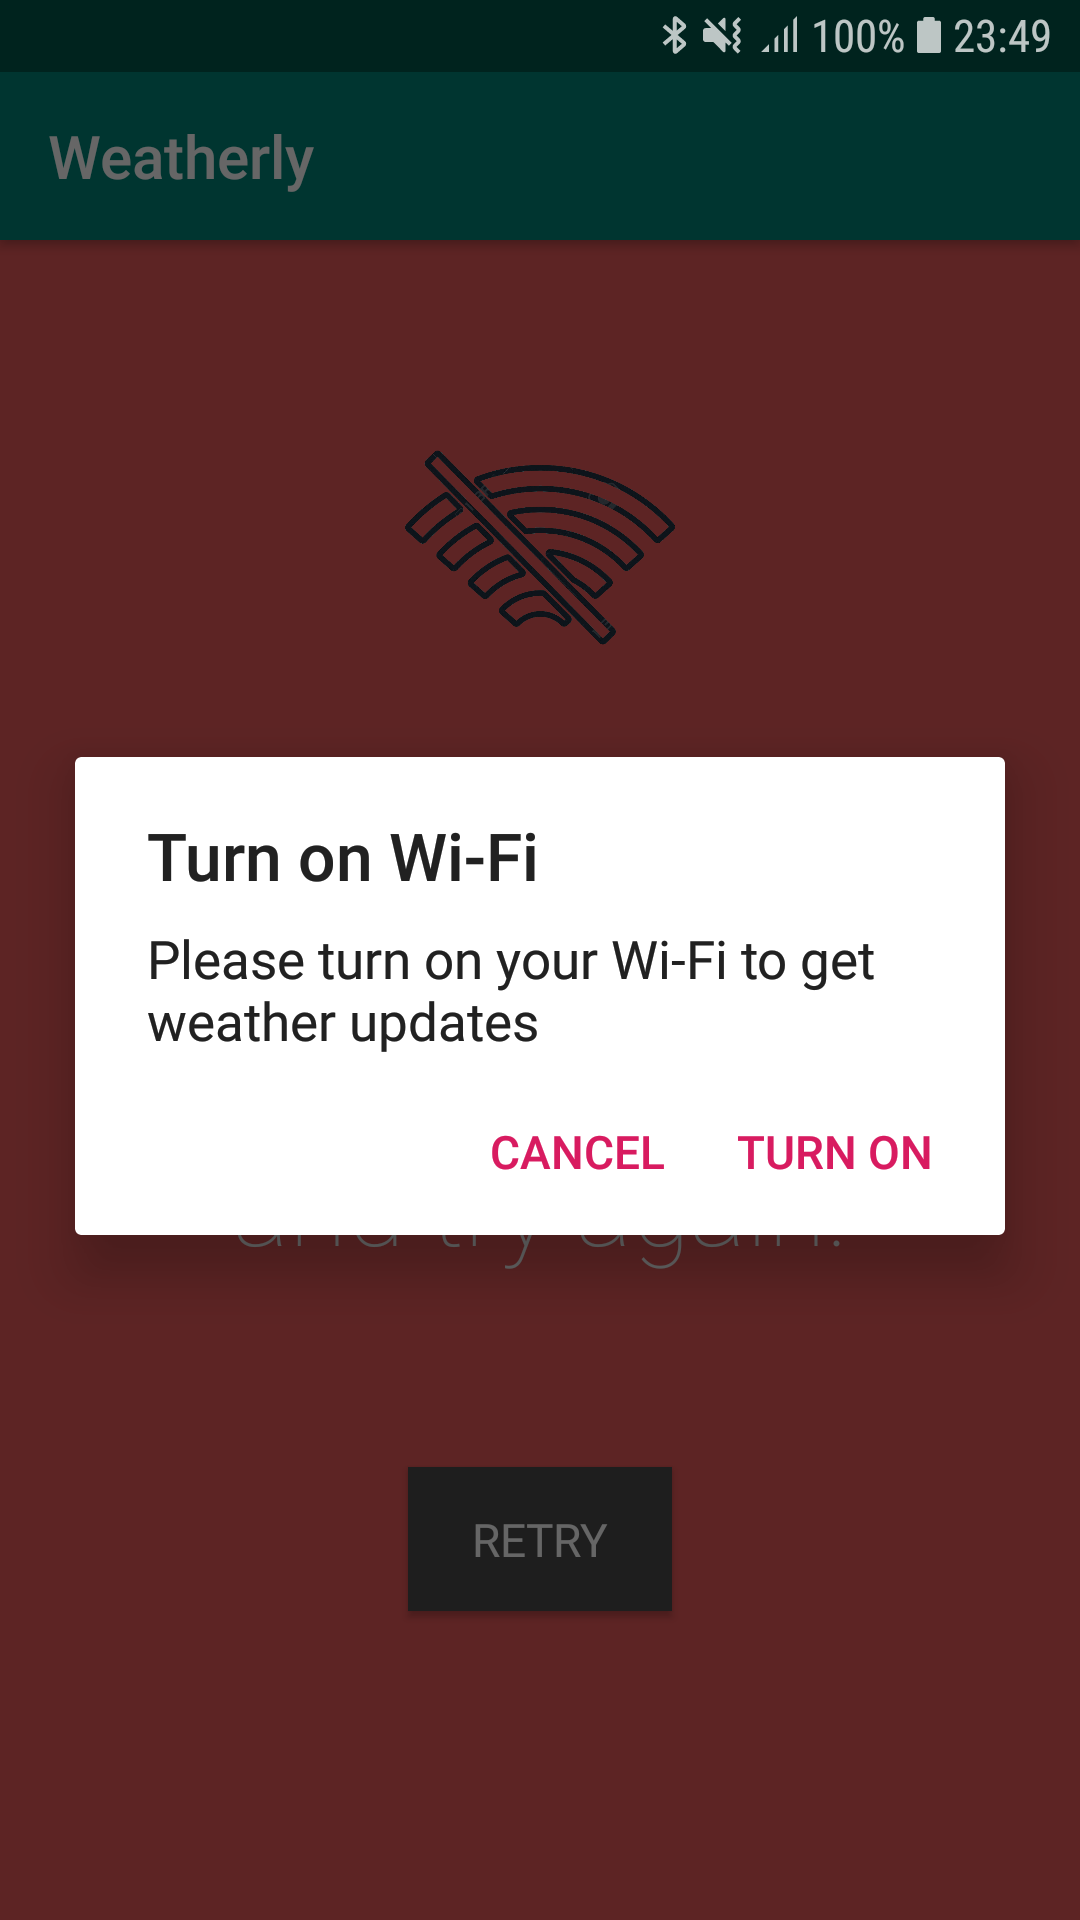 100% 23:49
Weatherly
Turn on Wi-Fi
Please turn on your Wi-Fi to get
weather updates
CANCEL TURN ON
and try again.
RETRY